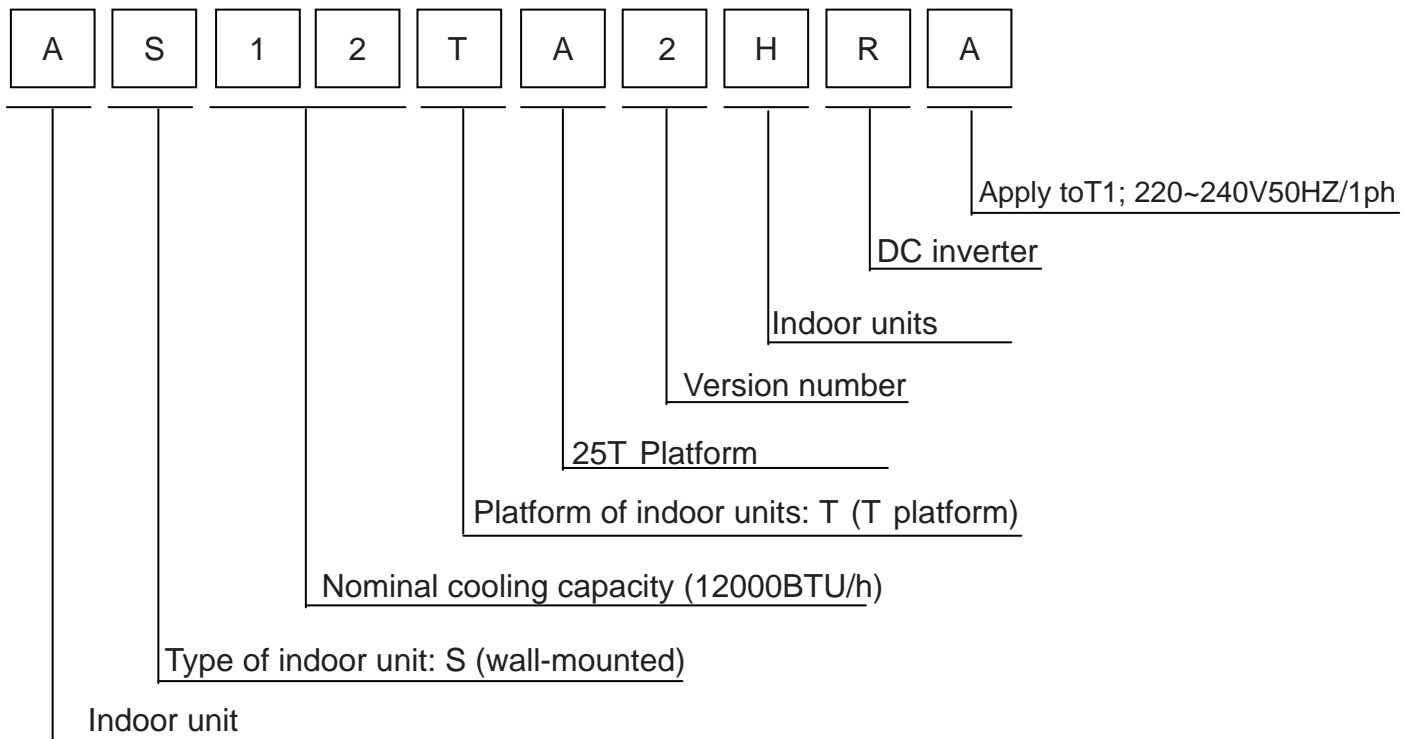 A S 1 2 T A 2 H R A
Apply toT1; 220~240V50HZ/1ph
DC inverter
Indoor units
Version number
25T Platform
Platform of indoor units: T (T platform)
Nominal cooling capacity (12000BTU/h)
Type of indoor unit: S (wall-mounted)
Indoor unit